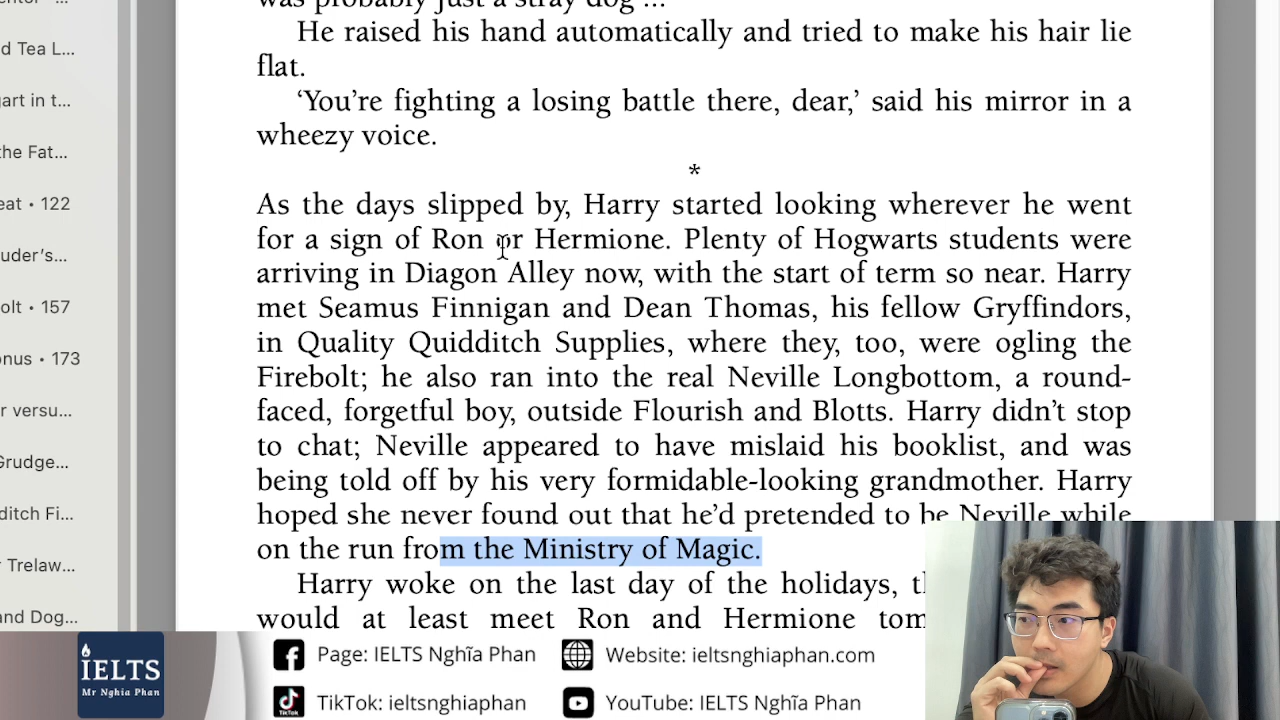 d Tea L...
gart in t...
the Fat...
eat • 122
uder’s...
olt • 157
onus • 173
r versu...
Grudge...
ditch Fi...
r Trelaw...
and Dog...
was probably just a stray dog ...
He raised his hand automatically and tried to make his hair lie
flat.
‘You’re fighting a losing battle there, dear,’ said his mirror in a
wheezy voice.
*
As the days slipped by, Harry started looking wherever he went
for a sign of Ron or Hermione. Plenty of Hogwarts students were
arriving in Diagon Alley now, with the start of term so near. Harry
met Seamus Finnigan and Dean Thomas, his fellow Gryffindors,
in Quality Quidditch Supplies, where they, too, were ogling the
Firebolt; he also ran into the real Neville Longbottom, a round-
faced, forgetful boy, outside Flourish and Blotts. Harry didn’t stop
to chat; Neville appeared to have mislaid his booklist, and was
being told off by his very formidable-looking grandmother. Harry
hoped she never found out that he’d pretended to be Neville while
on the run from the Ministry of Magic.
Harry woke on the last day of the holidays,
would at least meet Ron and Hermione tom
IELTS
Mr Nghia Phan
Page: IELTS Nghĩa Phan
Website: ieltsnghiaphan.com
TikTok
TikTok: ieltsnghiaphan
YouTube: IELTS Nghĩa Phan